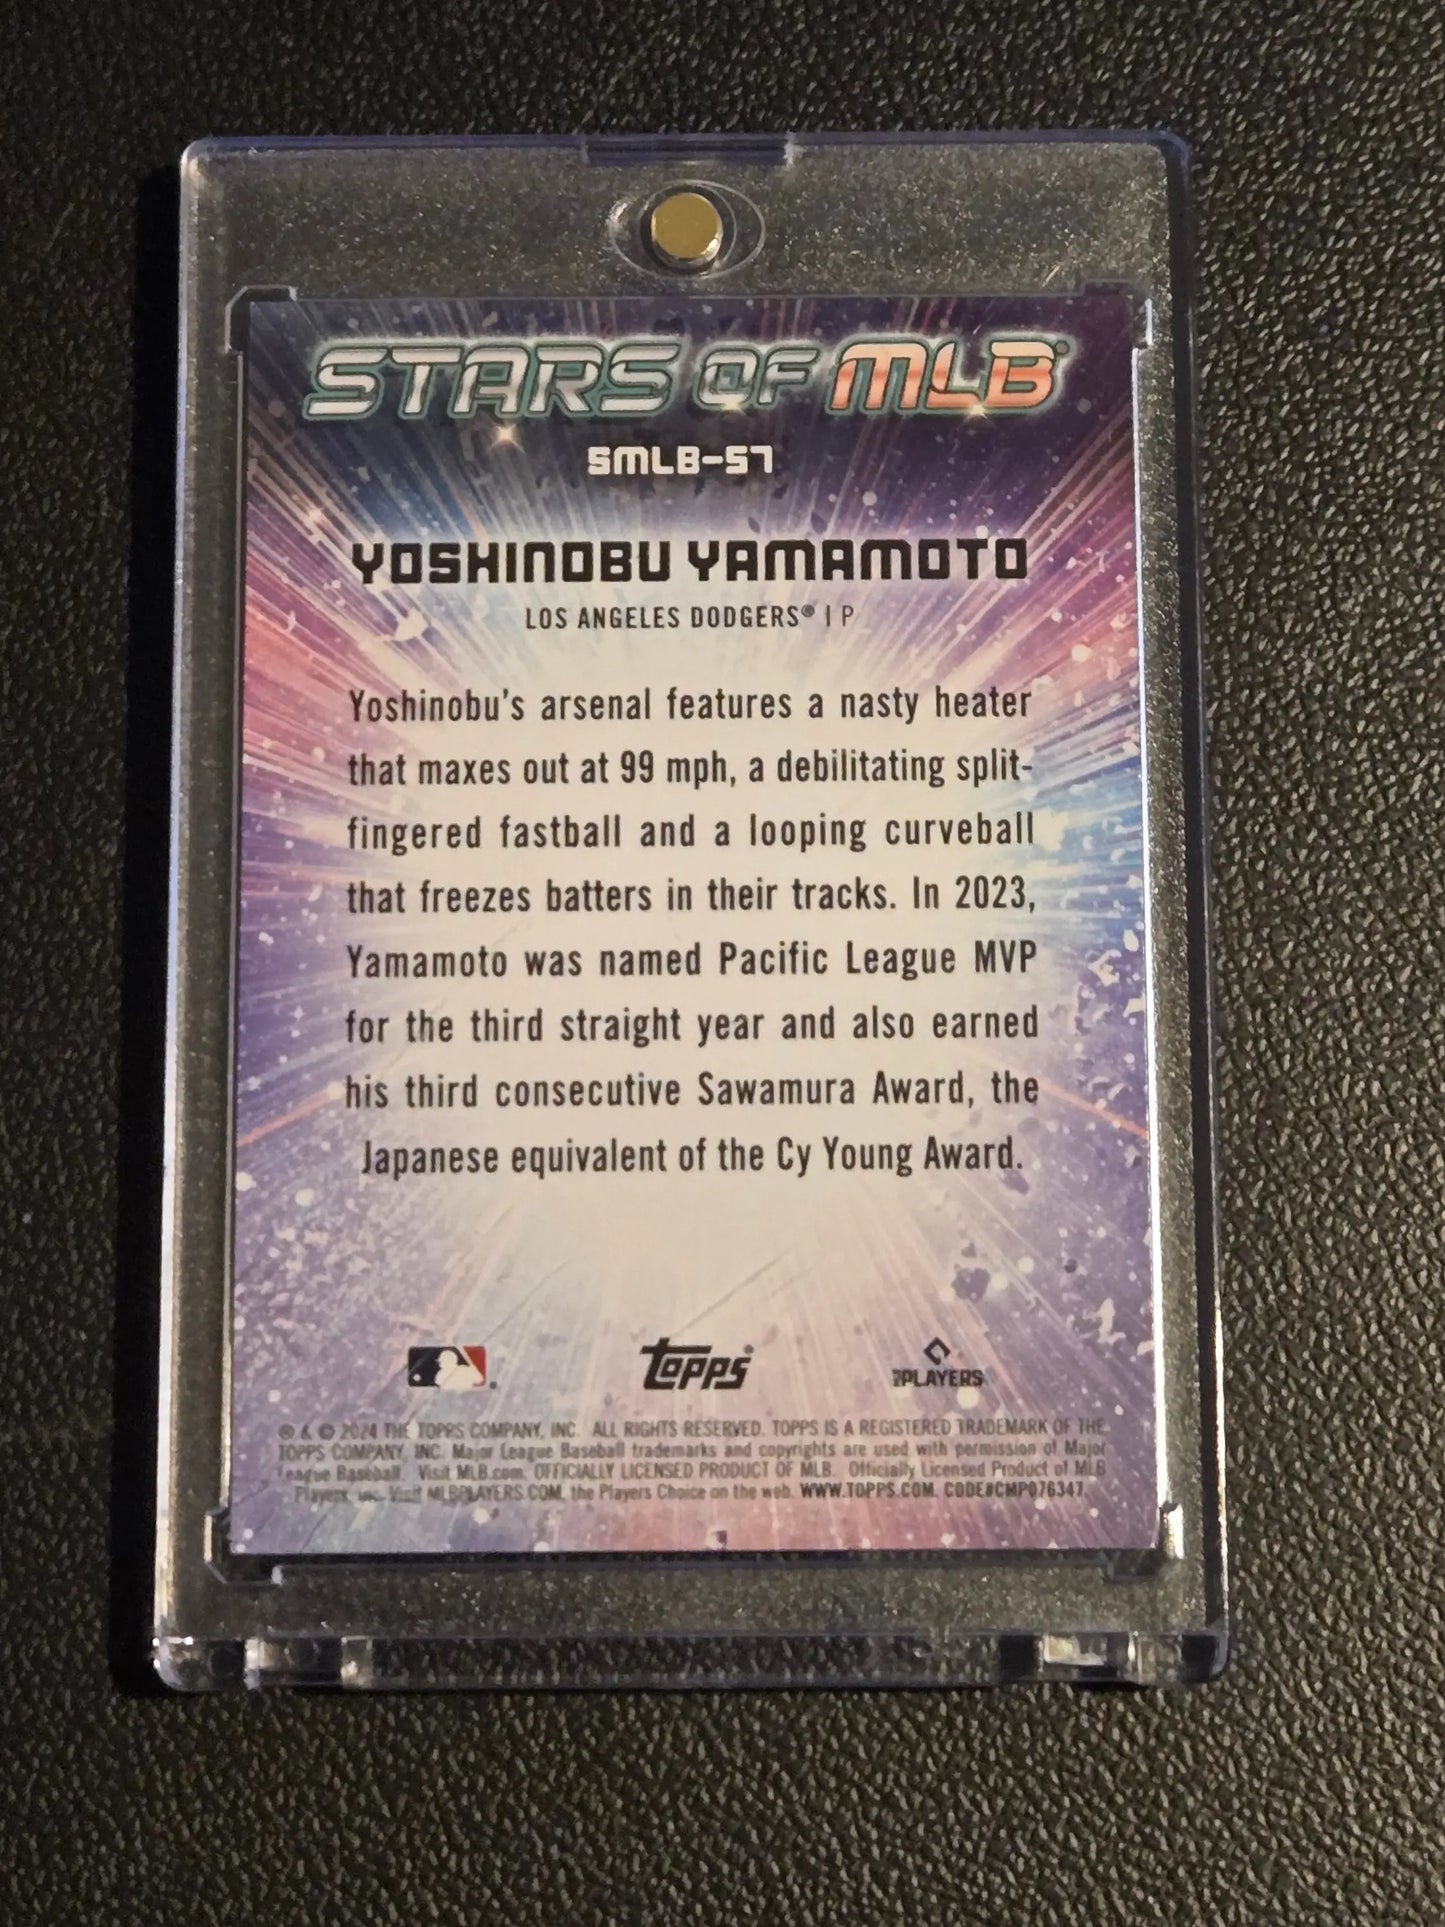 STARS OF MLB®
SMLB-57
YOSHINOBU YAMAMOTO
LOS ANGELES DODGERS® | P
Yoshinobu's arsenal features a nasty heater
that maxes out at 99 mph, a debilitating split-
fingered fastball and a looping curveball
that freezes batters in their tracks. In 2023,
Yamamoto was named Pacific League MVP
for the third straight year and also earned
his third consecutive Sawamura Award, the
Japanese equivalent of the Cy Young Award.
topps® PLAYERS
® & © 2024 THE TOPPS COMPANY, INC. ALL RIGHTS RESERVED. TOPPS IS A REGISTERED TRADEMARK OF THE
TOPPS COMPANY, INC. Major League Baseball trademarks and copyrights are used with permission of Major
League Baseball. Visit MLB.com. OFFICIALLY LICENSED PRODUCT OF MLB. Officially Licensed Product of MLB
Players, Inc. Visit MLBPLAYERS.COM, the Players Choice on the web. WWW.TOPPS.COM. CODE#CMP076347